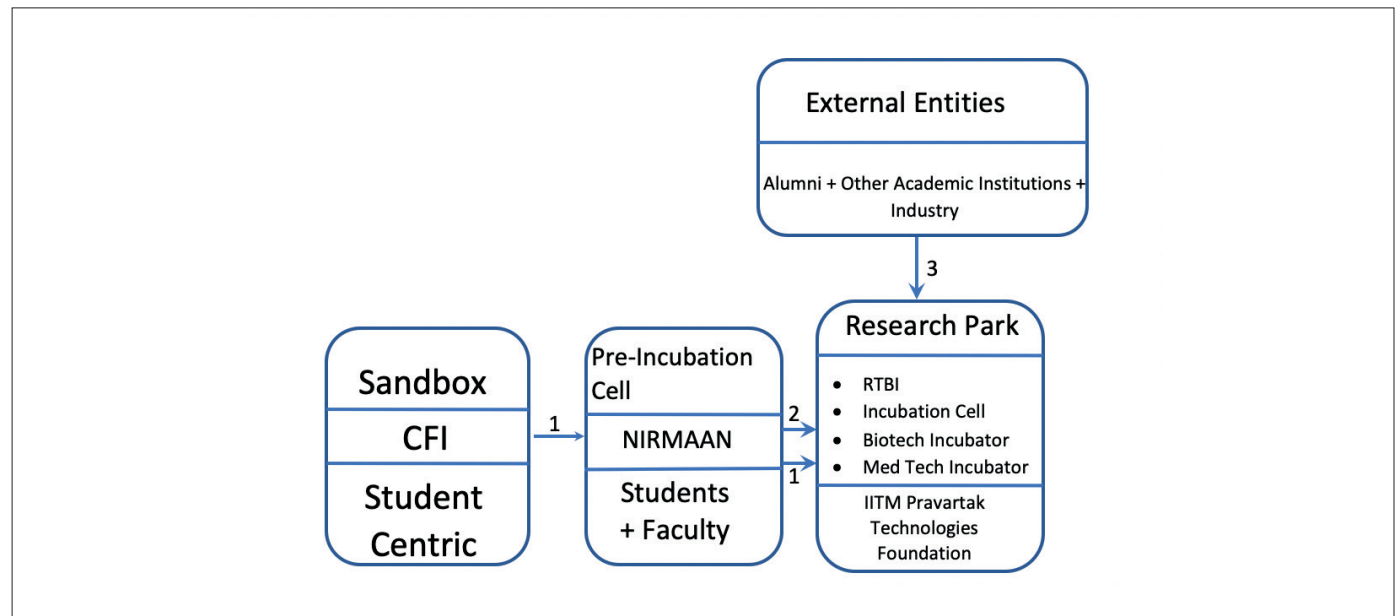 External Entities
Alumni + Other Academic Institutions +
Industry
3
Sandbox
CFI
Student
Centric
1
Pre-Incubation
Cell
NIRMAAN
Students
+ Faculty
2
1
Research Park
• RTBI
• Incubation Cell
• Biotech Incubator
• Med Tech Incubator
IITM Pravartak
Technologies
Foundation